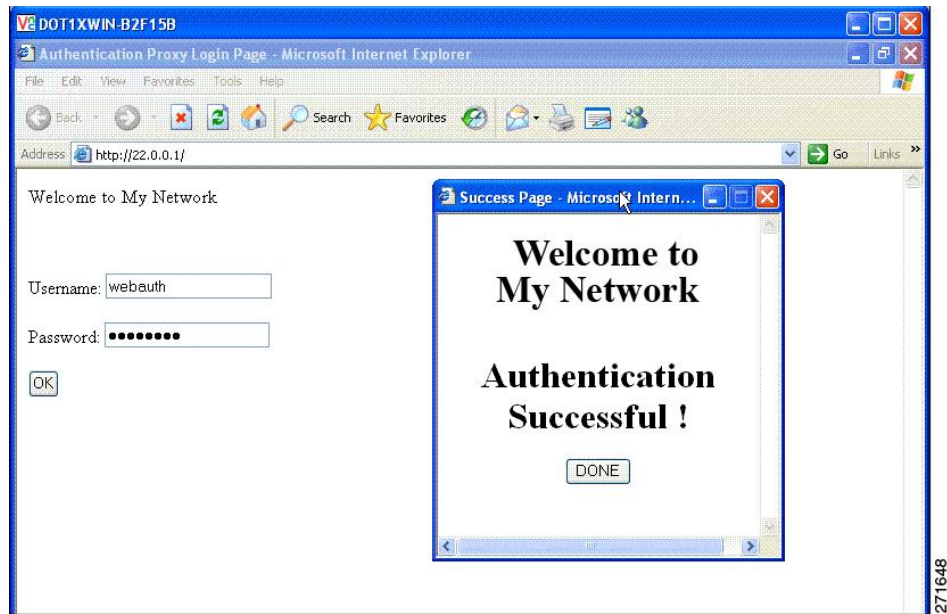 DOT1XWIN-B2F15B
Authentication Proxy Login Page - Microsoft Internet Explorer
File Edit View Favorites Tools Help
Back Search Favorites
Address http://22.0.0.1/ Go Links »
Welcome to My Network
Username: webauth
Password: ●●●●●●●●
OK
Success Page - Microsoft Intern...
Welcome to
My Network
Authentication
Successful !
DONE
271648